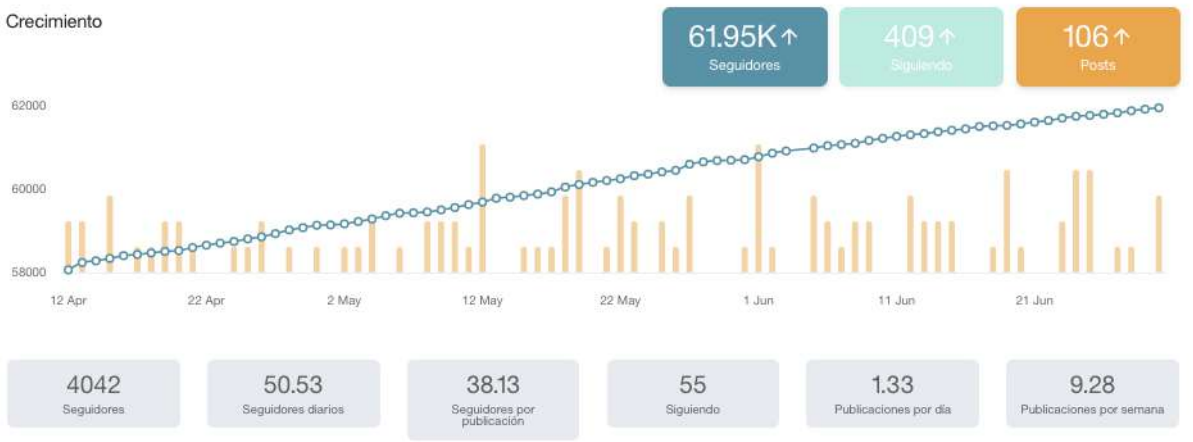 Crecimiento
61.95K↑
Seguidores
409↑
Siguiendo
106↑
Posts
62000
60000
58000
12 Apr
22 Apr
2 May
12 May
22 May
1 Jun
11 Jun
21 Jun
4042
Seguidores
50.53
Seguidores diarios
38.13
Seguidores por
publicación
55
Siguiendo
1.33
Publicaciones por día
9.28
Publicaciones por semana